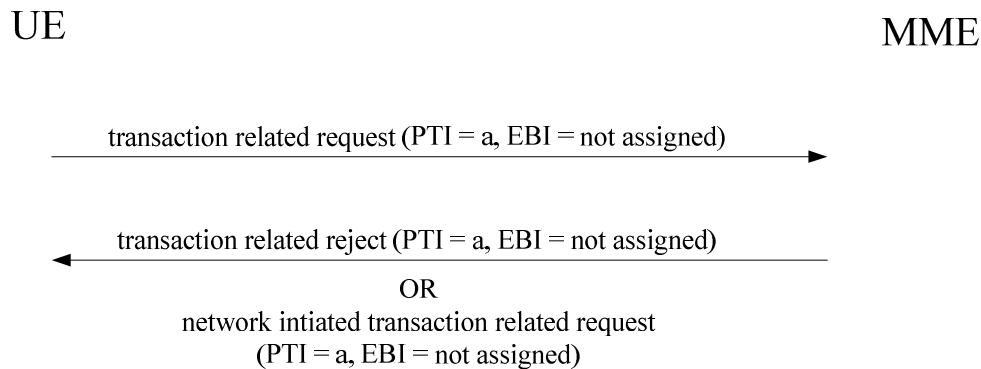 UE
MME
transaction related request (PTI = a, EBI = not assigned)
transaction related reject (PTI = a, EBI = not assigned)
OR
network intiated transaction related request
(PTI = a, EBI = not assigned)